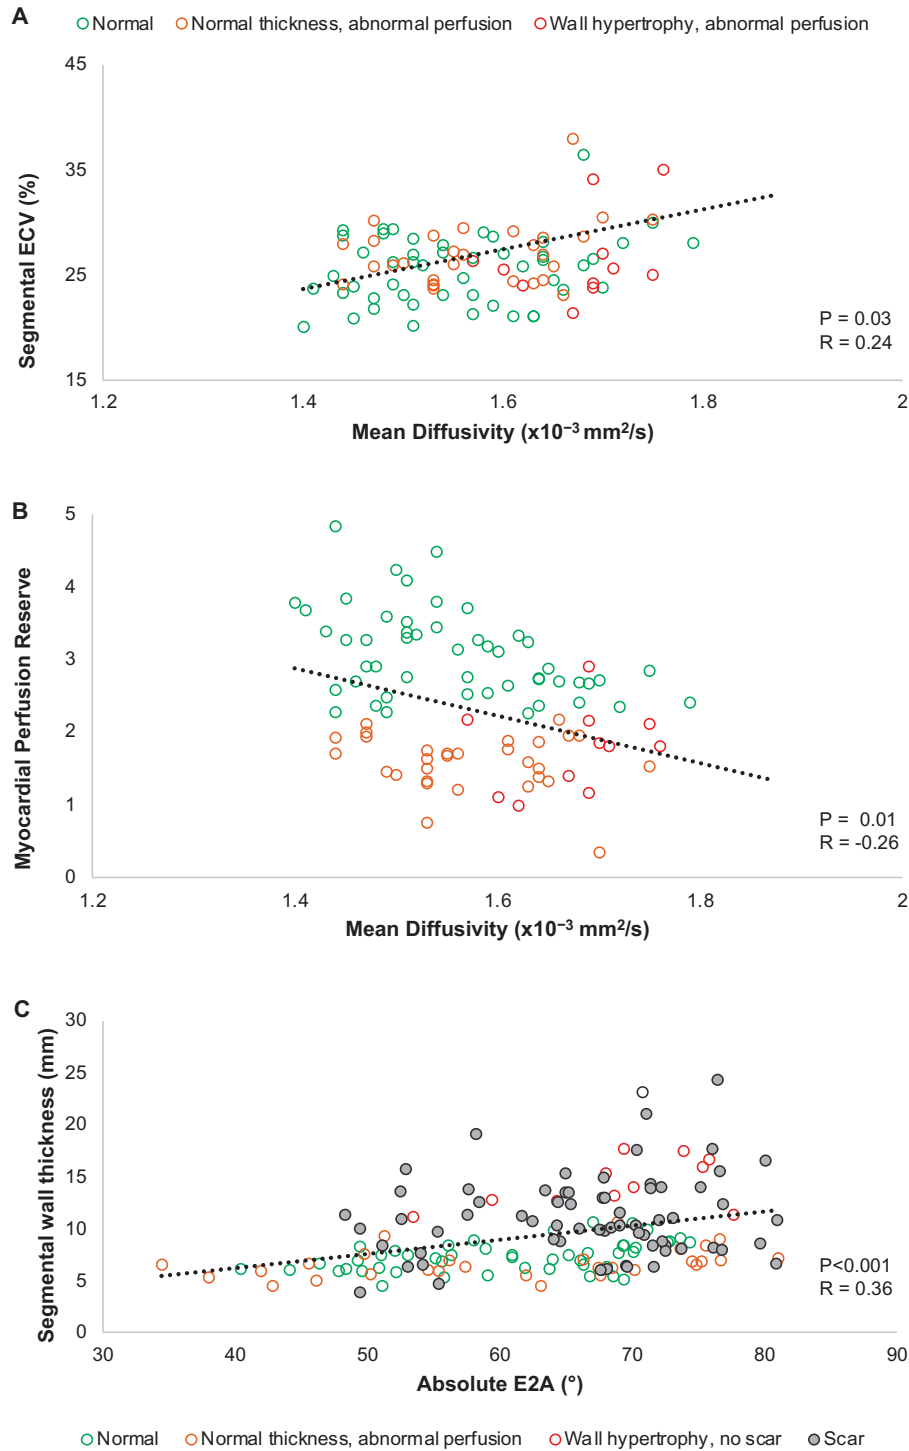 A
Normal Normal thickness, abnormal perfusion Wall hypertrophy, abnormal perfusion
45
35
25
15
Segmental ECV (%)
P = 0.03
R = 0.24
1.2 1.4 1.6 1.8 2
Mean Diffusivity (x10⁻³ mm²/s)
B
5
4
3
2
1
0
Myocardial Perfusion Reserve
P = 0.01
R = -0.26
1.2 1.4 1.6 1.8 2
Mean Diffusivity (x10⁻³ mm²/s)
C
30
25
20
15
10
5
0
Segmental wall thickness (mm)
P<0.001
R = 0.36
30 40 50 60 70 80 90
Absolute E2A (°)
Normal Normal thickness, abnormal perfusion Wall hypertrophy, no scar Scar